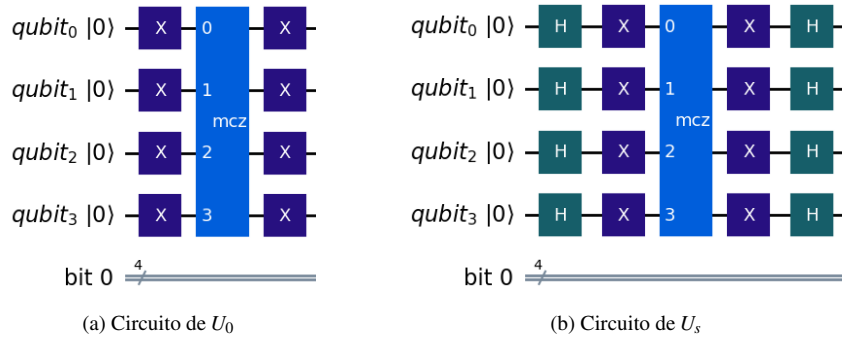 qubit₀ |0⟩ X 0 X
qubit₁ |0⟩ X 1 X
mcz
qubit₂ |0⟩ X 2 X
qubit₃ |0⟩ X 3 X
4
bit 0
(a) Circuito de U₀
qubit₀ |0⟩ H X 0 X H
qubit₁ |0⟩ H X 1 X H
mcz
qubit₂ |0⟩ H X 2 X H
qubit₃ |0⟩ H X 3 X H
4
bit 0
(b) Circuito de Uₛ